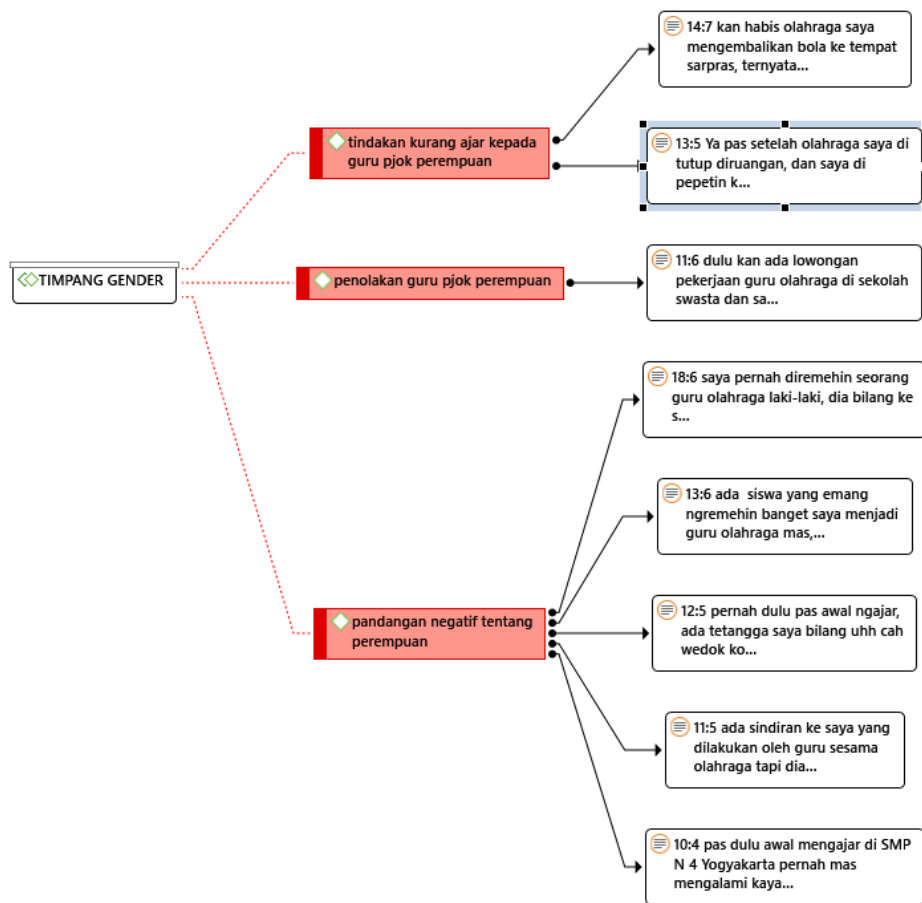 TIMPANG GENDER
tindakan kurang ajar kepada
guru pjok perempuan
14:7 kan habis olahraga saya
mengembalikan bola ke tempat
sarpras, ternyata...
13:5 Ya pas setelah olahraga saya di
tutup diruangan, dan saya di
pepetin k...
penolakan guru pjok perempuan
11:6 dulu kan ada lowongan
pekerjaan guru olahraga di sekolah
swasta dan sa...
pandangan negatif tentang
perempuan
18:6 saya pernah diremehin seorang
guru olahraga laki-laki, dia bilang ke
s...
13:6 ada siswa yang emang
ngremehin banget saya menjadi
guru olahraga mas,...
12:5 pernah dulu pas awal ngajar,
ada tetangga saya bilang uhh cah
wedok ko...
11:5 ada sindiran ke saya yang
dilakukan oleh guru sesama
olahraga tapi dia...
10:4 pas dulu awal mengajar di SMP
N 4 Yogyakarta pernah mas
mengalami kaya...